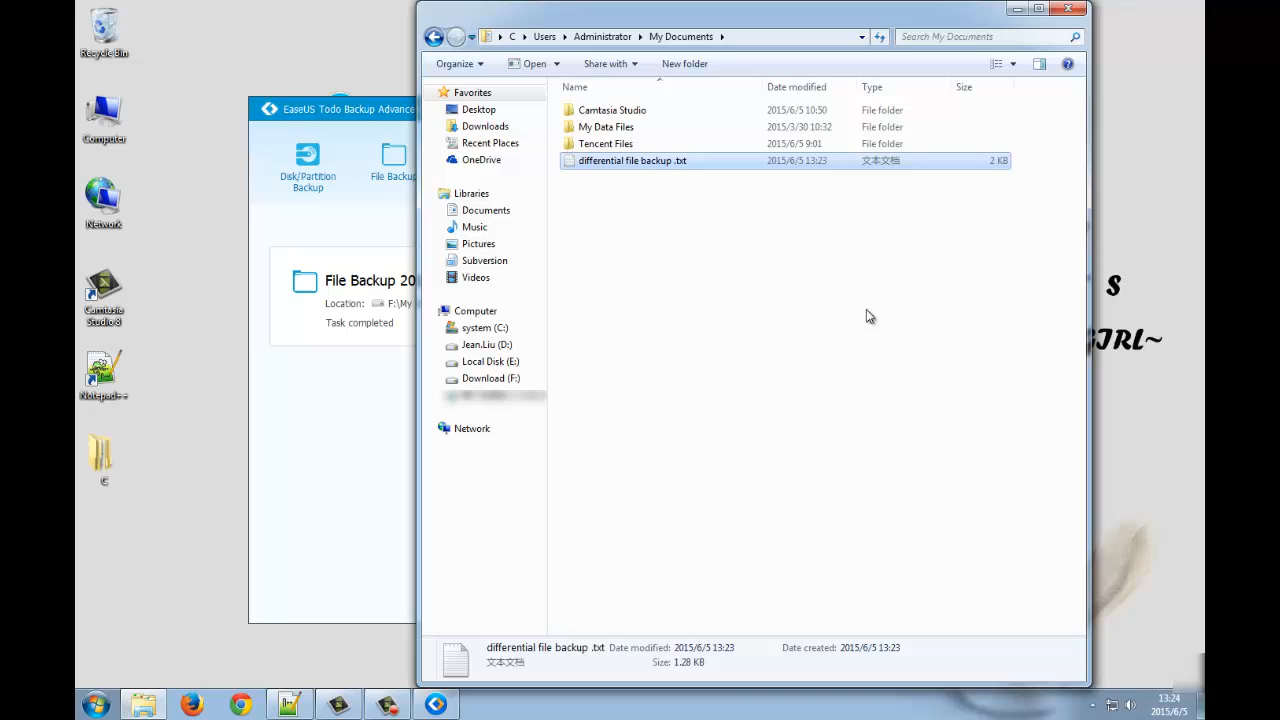 Recycle Bin
Computer
Network
Camtasia
Studio 8
Notepad++
C
EaseUS Todo Backup Advance
Disk/Partition
Backup
File Backup
File Backup 20
Location: F:\My
Task completed
C Users Administrator My Documents
Search My Documents
Organize Open Share with New folder
Favorites
Desktop
Downloads
Recent Places
OneDrive
Libraries
Documents
Music
Pictures
Subversion
Videos
Computer
system (C:)
Jean.Liu (D:)
Local Disk (E:)
Download (F:)
Network
Name Date modified Type Size
Camtasia Studio 2015/6/5 10:50 File folder
My Data Files 2015/3/30 10:32 File folder
Tencent Files 2015/6/5 9:01 File folder
differential file backup .txt 2015/6/5 13:23 文本文档 2 KB
differential file backup .txt Date modified: 2015/6/5 13:23 Date created: 2015/6/5 13:23
文本文档 Size: 1.28 KB
S
GIRL~
13:24
2015/6/5